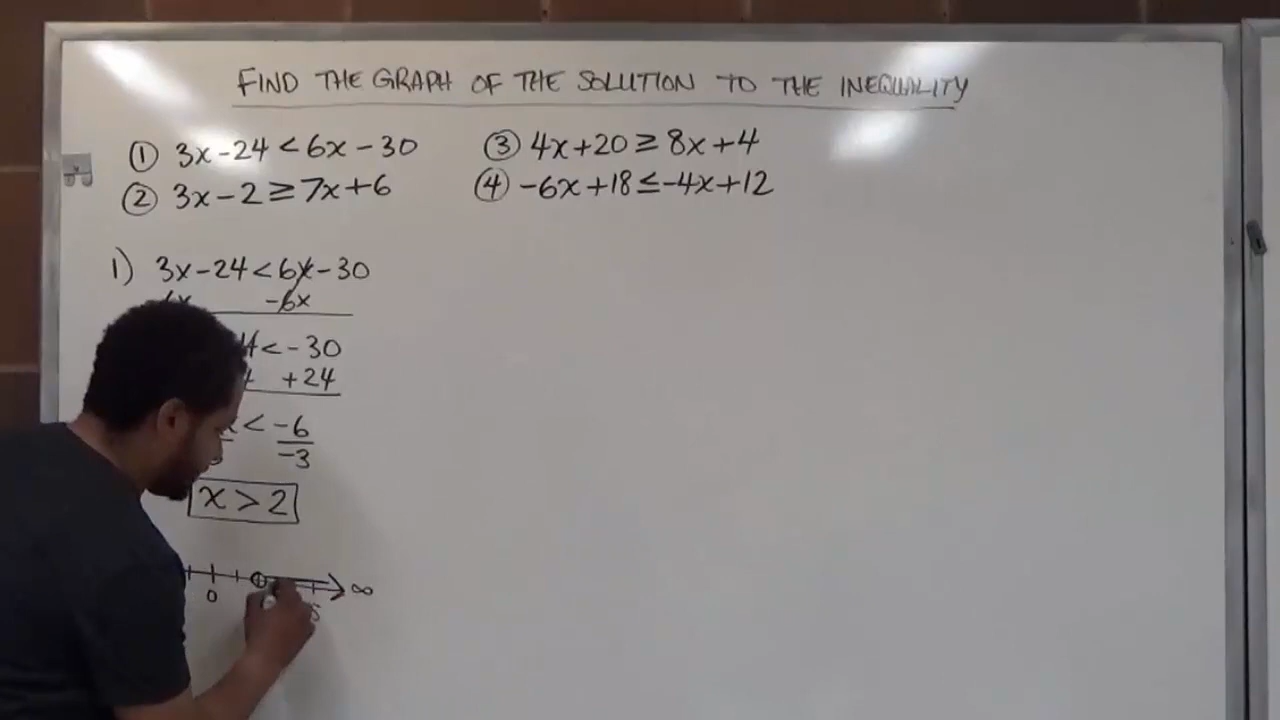 FIND THE GRAPH OF THE SOLUTION TO THE INEQUALITY
① 3x-24<6x-30
③ 4x+20≥8x+4
② 3x-2≥7x+6
④ -6x+18≤-4x+12
1) 3x-24<6x-30
-6x
<-30
+24
< -6
-3
x>2
∞
0